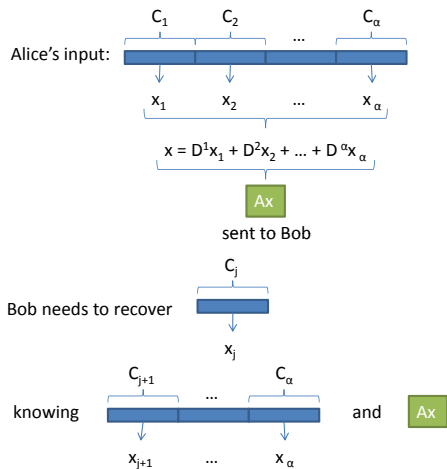 C₁ C₂ ... Cα
Alice's input:
x₁ x₂ ... xα
x = D¹x₁ + D²x₂ + ... + Dᵅxα
Ax
sent to Bob
Cⱼ
Bob needs to recover
xⱼ
Cⱼ₊₁ ... Cα
knowing and Ax
xⱼ₊₁ ... xα